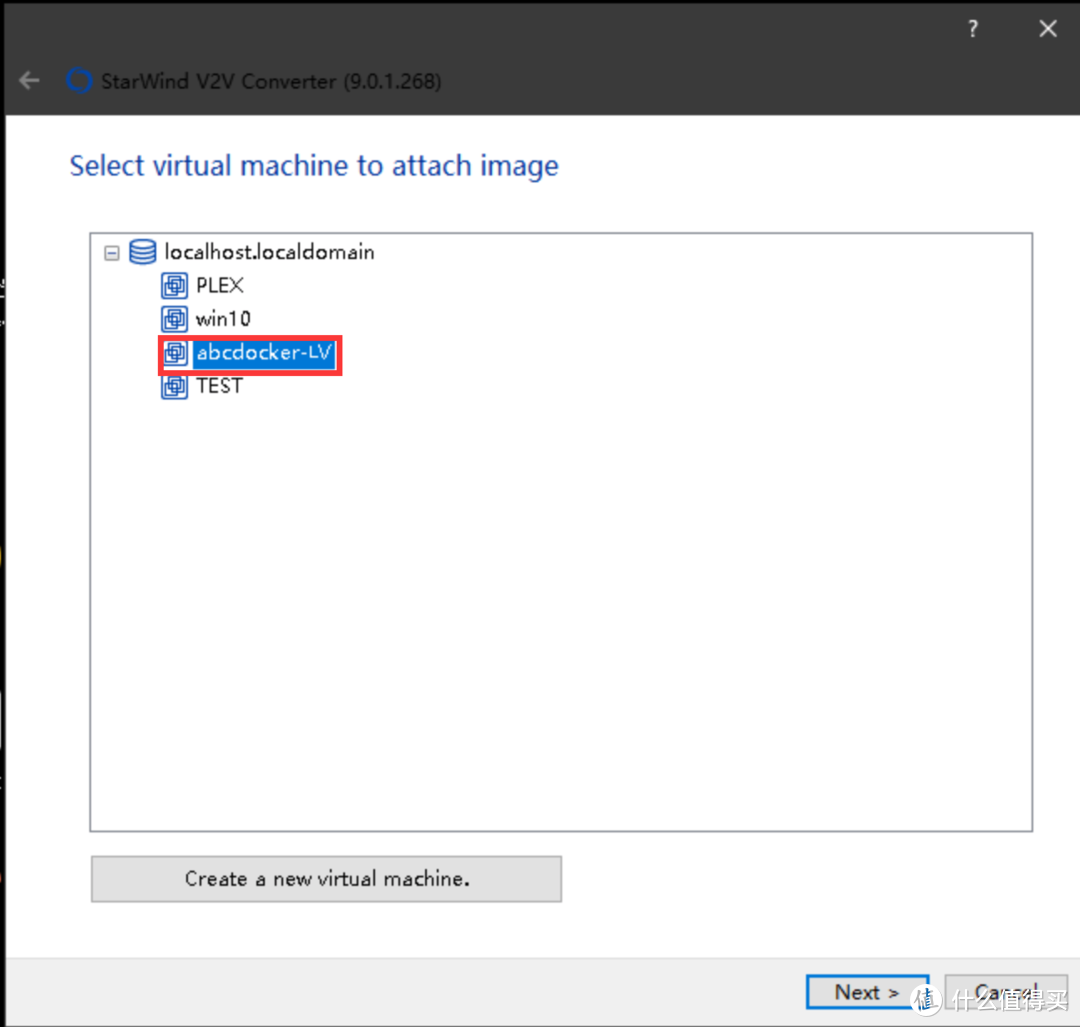 ?
StarWind V2V Converter (9.0.1.268)
Select virtual machine to attach image
localhost.localdomain
PLEX
win10
abcdocker-LV
TEST
Create a new virtual machine.
Next >
Cancel
值 什么值得买